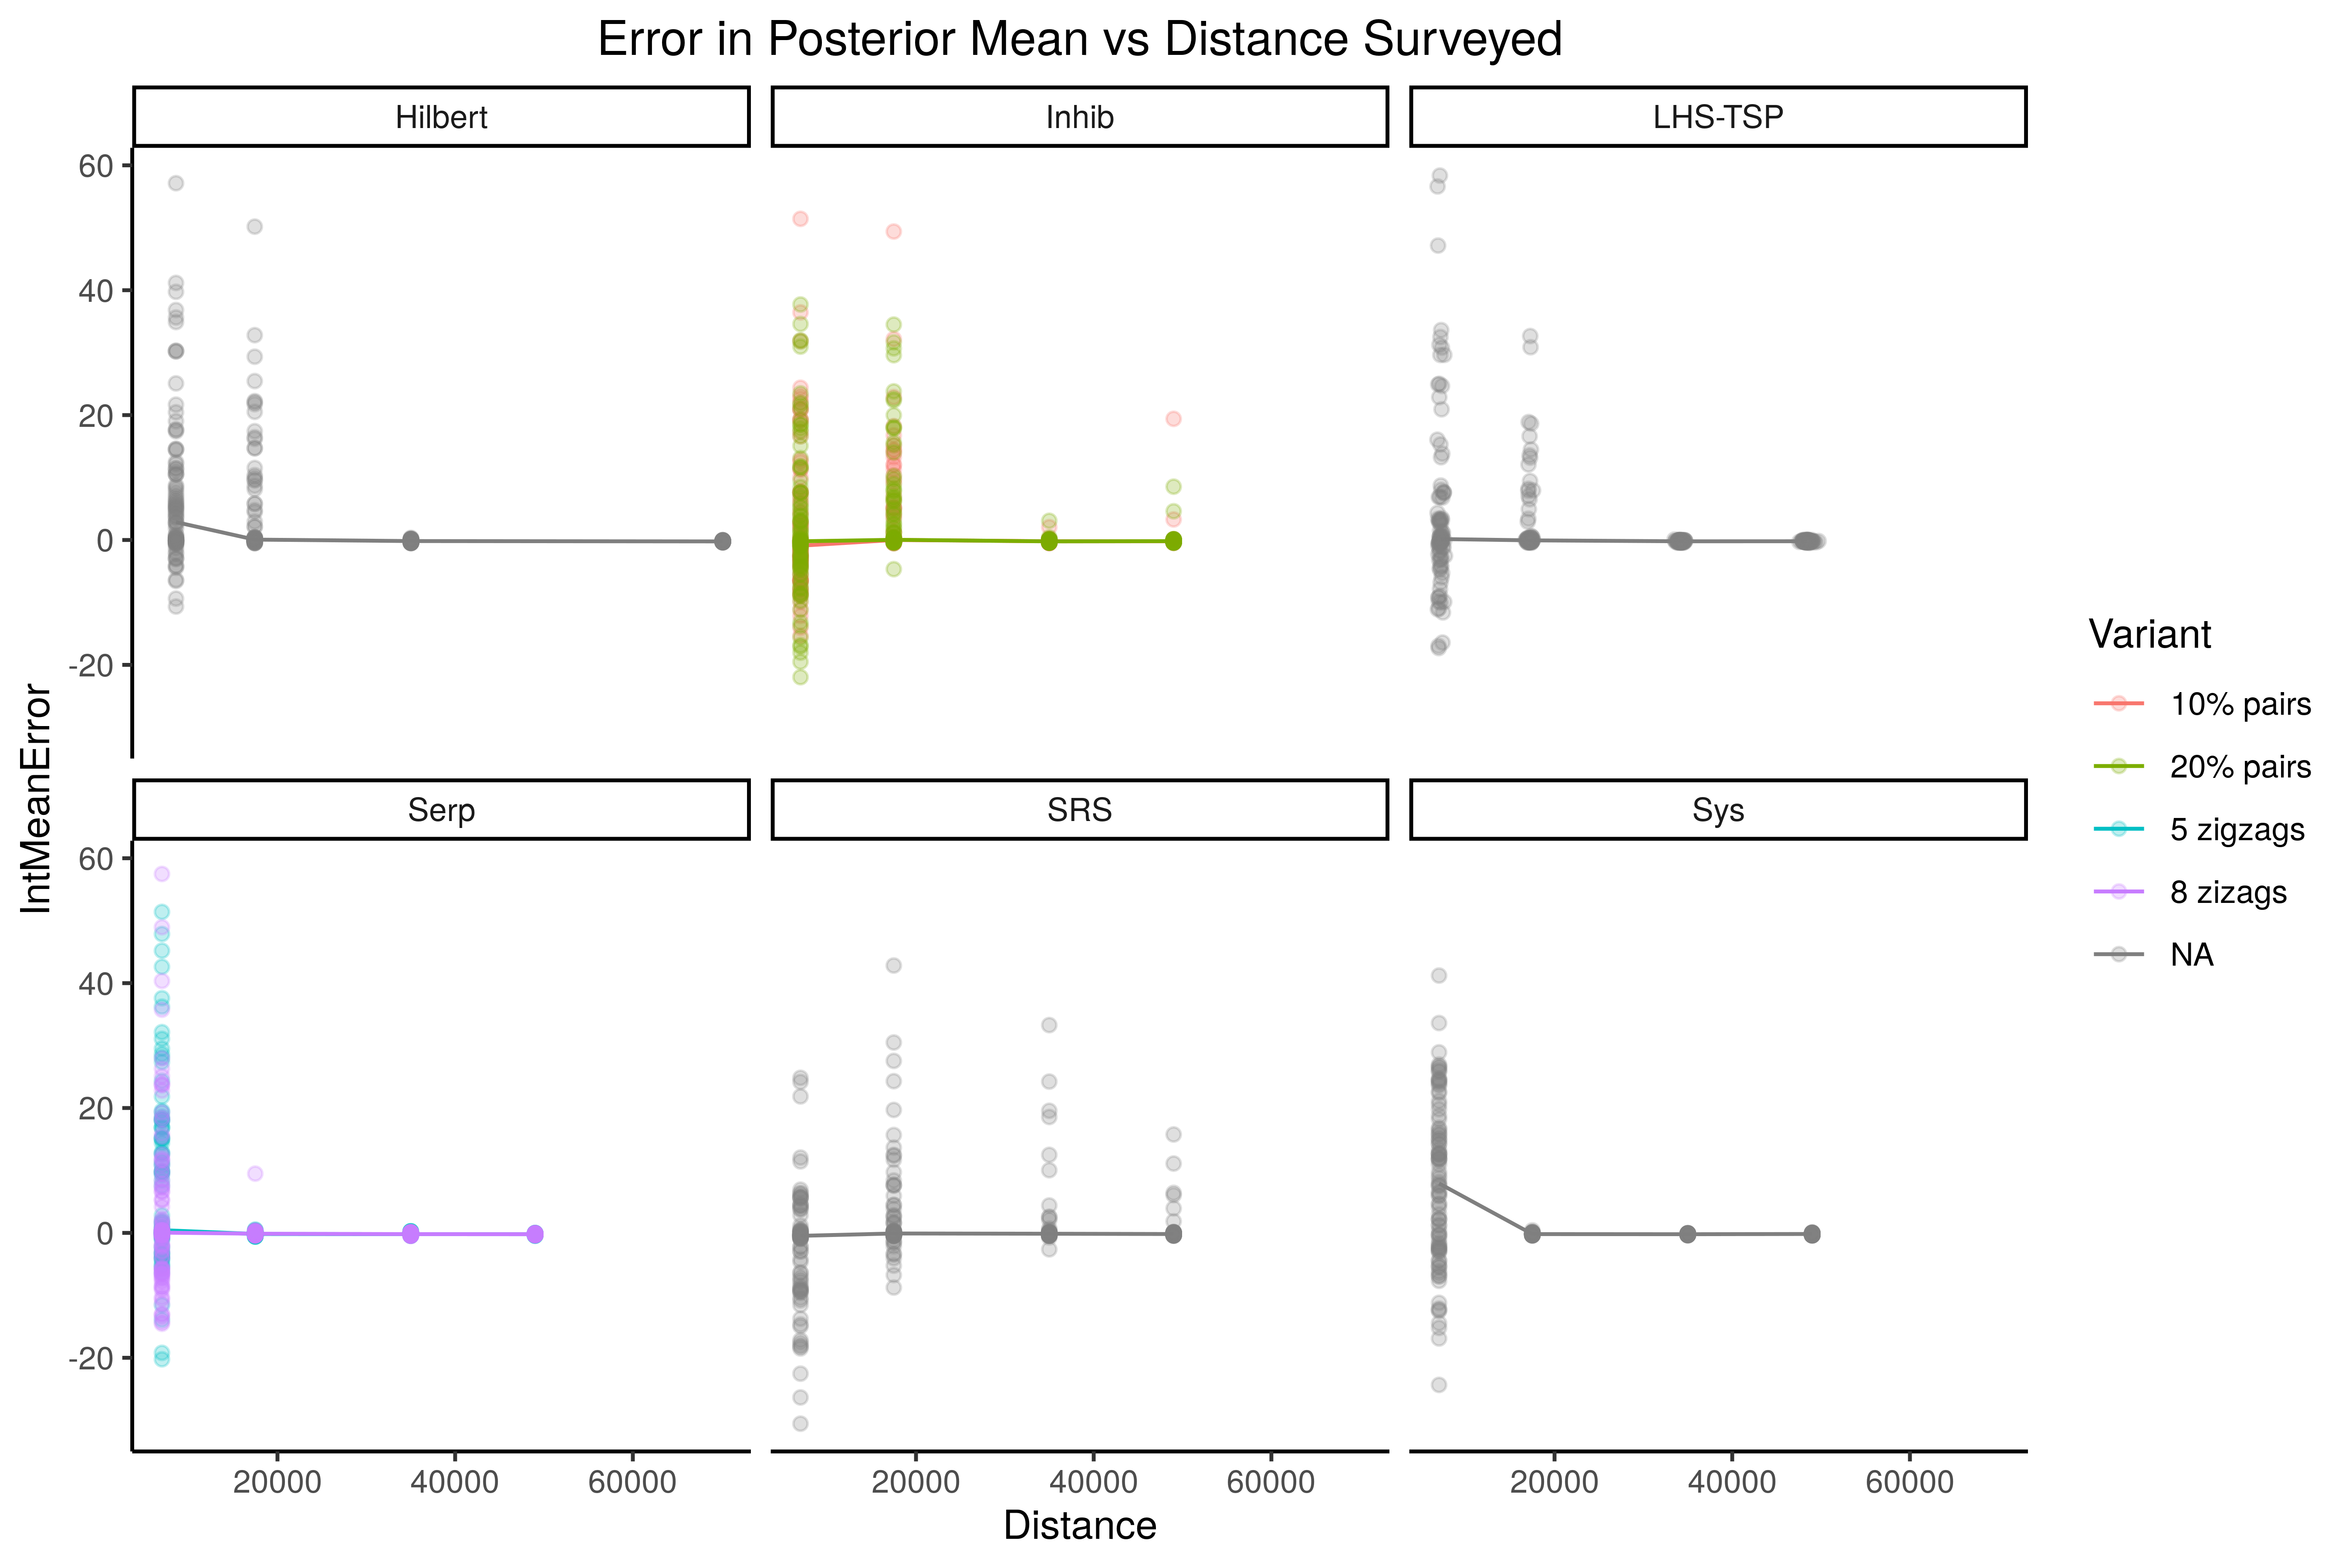 Error in Posterior Mean vs Distance Surveyed
Hilbert
Inhib
LHS-TSP
60
40
20
0
-20
Serp
SRS
Sys
60
40
20
0
-20
IntMeanError
20000
40000
60000
20000
40000
60000
20000
40000
60000
Distance
Variant
10% pairs
20% pairs
5 zigzags
8 zizags
NA